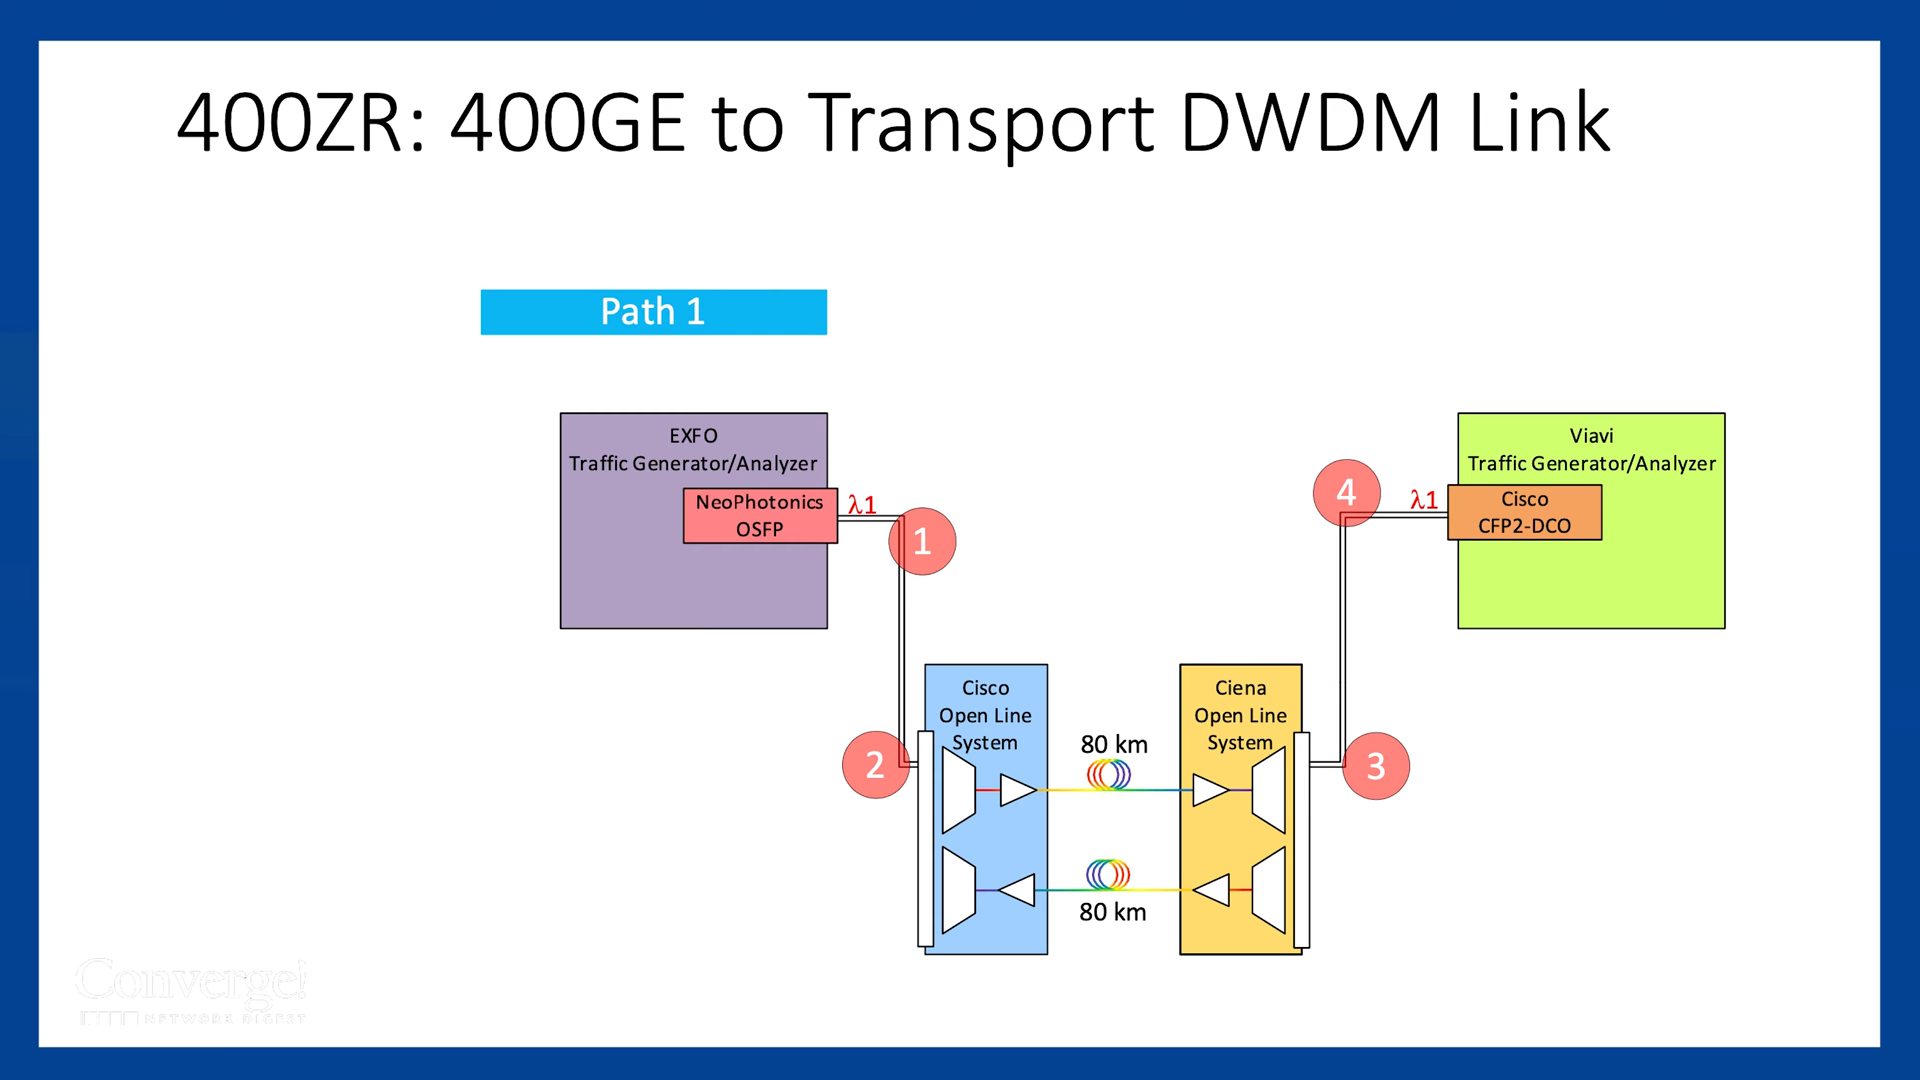 400ZR: 400GE to Transport DWDM Link
Path 1
EXFO
Traffic Generator/Analyzer
NeoPhotonics
OSFP
λ1
1
2
Cisco
Open Line
System
80 km
80 km
Ciena
Open Line
System
3
4
λ1
Viavi
Traffic Generator/Analyzer
Cisco
CFP2-DCO
Converge!
NETWORK DIGEST